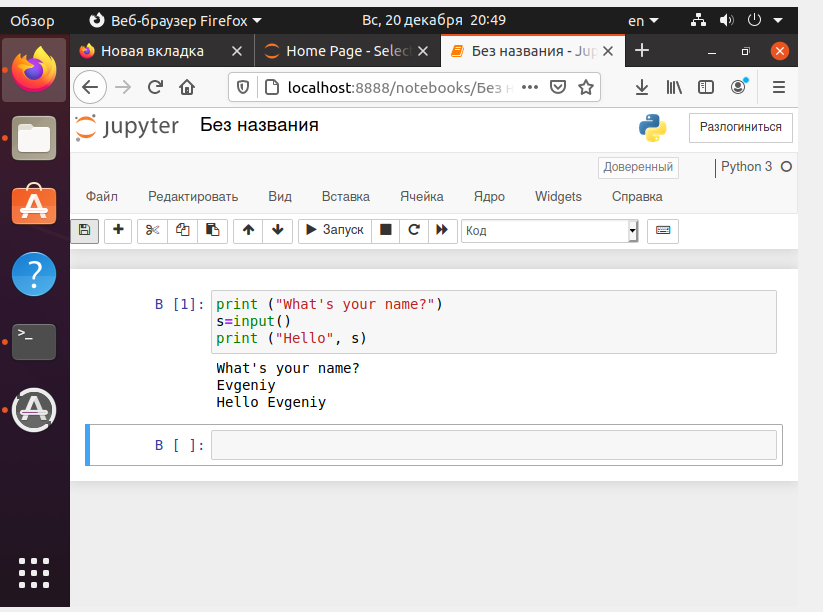 Обзор Веб-браузер Firefox Вс, 20 декабря 20:49 en
Новая вкладка Home Page - Selec Без названия - Jup
localhost:8888/notebooks/Без н
jupyter Без названия Разлогиниться
Доверенный Python 3
Файл Редактировать Вид Вставка Ячейка Ядро Widgets Справка
Запуск Код
В [1]: print ("What's your name?")
s=input()
print ("Hello", s)
What's your name?
Evgeniy
Hello Evgeniy
В [ ]: